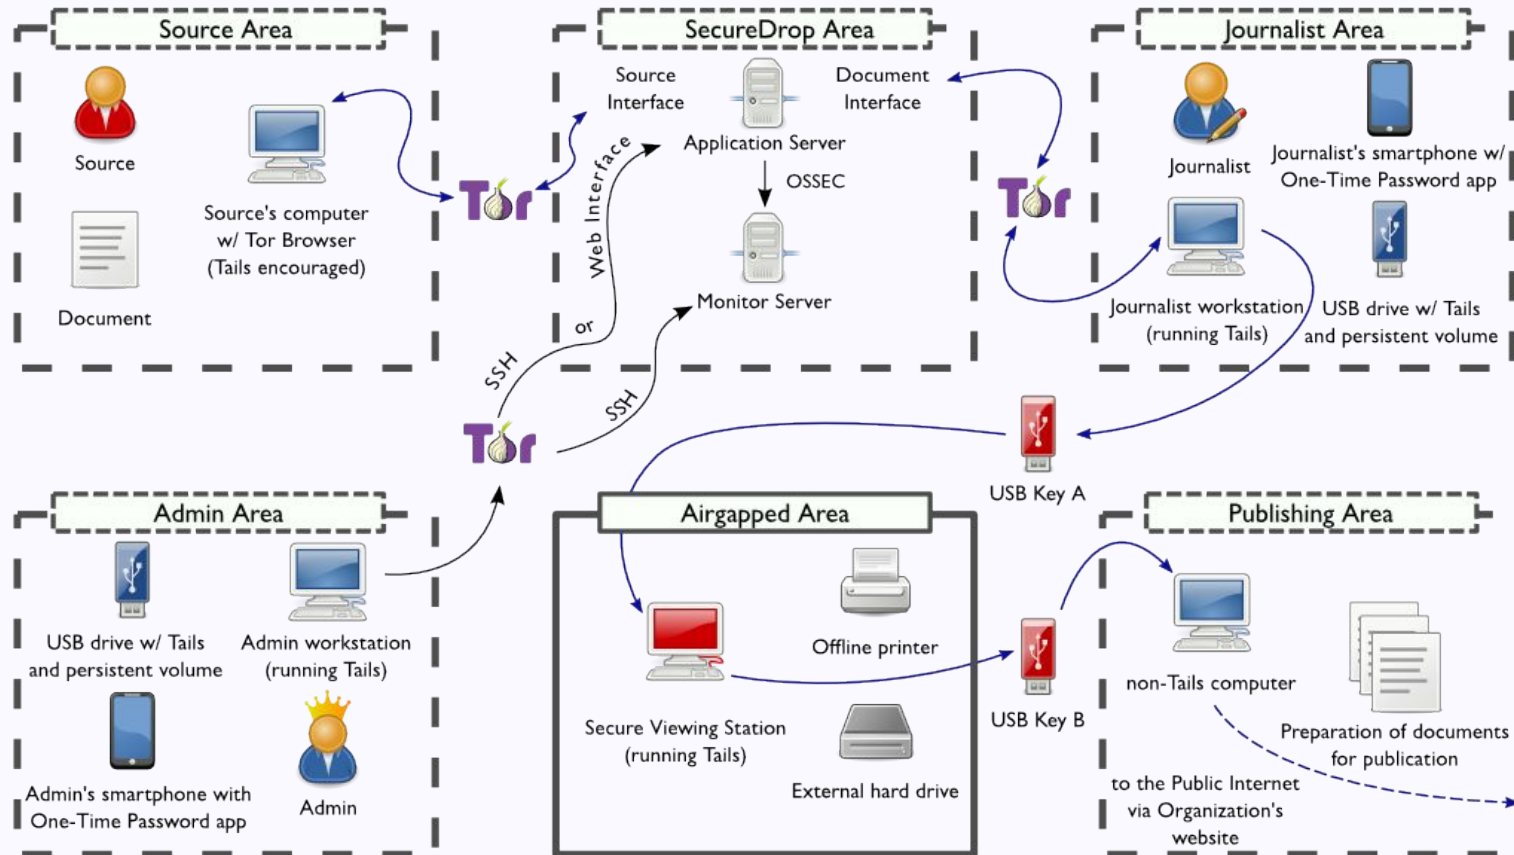 Source Area
Source
Source's computer
w/ Tor Browser
(Tails encouraged)
Document
Tor
SecureDrop Area
Source
Interface
Document
Interface
Application Server
OSSEC
Monitor Server
Web Interface
or
SSH
SSH
Tor
Tor
Journalist Area
Journalist
Journalist's smartphone w/
One-Time Password app
Journalist workstation
(running Tails)
USB drive w/ Tails
and persistent volume
USB Key A
Admin Area
USB drive w/ Tails
and persistent volume
Admin workstation
(running Tails)
Admin's smartphone with
One-Time Password app
Admin
Airgapped Area
Offline printer
Secure Viewing Station
(running Tails)
External hard drive
USB Key B
Publishing Area
non-Tails computer
Preparation of documents
for publication
to the Public Internet
via Organization's
website